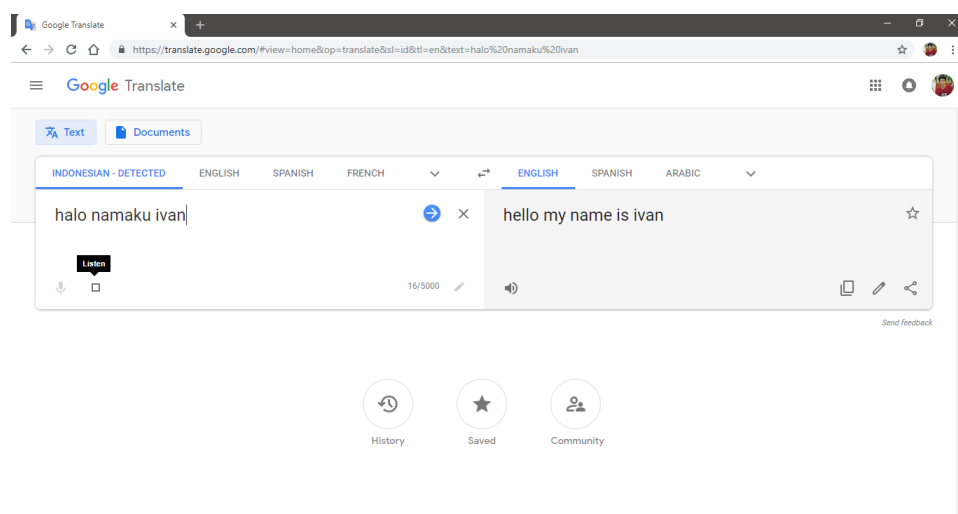 Google Translate
https://translate.google.com/#view=home&op=translate&sl=id&tl=en&text=halo%20namaku%20ivan
Google Translate
Text Documents
INDONESIAN - DETECTED ENGLISH SPANISH FRENCH ENGLISH SPANISH ARABIC
halo namaku ivan hello my name is ivan
Listen
16/5000
Send feedback
History Saved Community